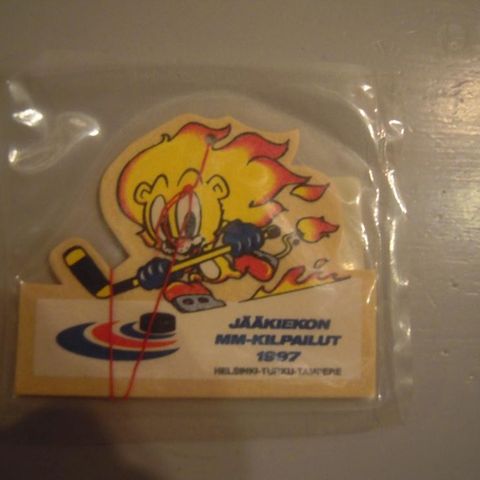 JÄÄKIEKON
MM-KILPAILUT
1997
HELSINKI-TURKU-TAMPERE